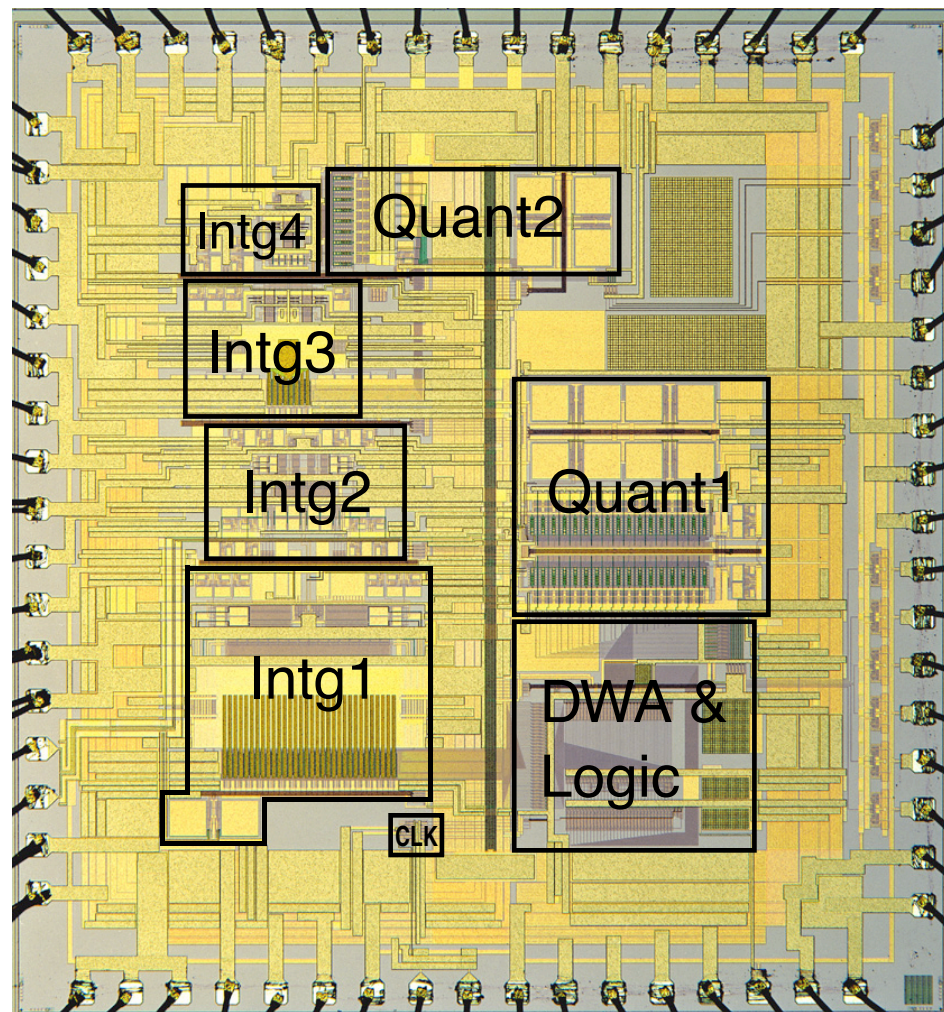 Intg4
Quant2
Intg3
Intg2
Quant1
Intg1
DWA &
Logic
CLK